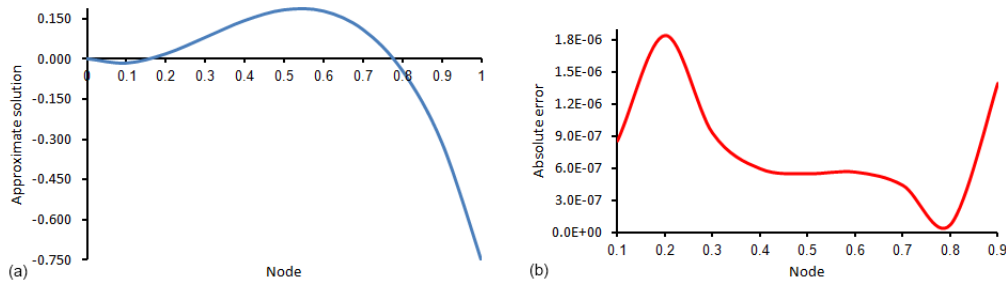 Approximate solution
0.150
0.000
-0.150
-0.300
-0.450
-0.600
-0.750
0 0.1 0.2 0.3 0.4 0.5 0.6 0.7 0.8 0.9 1
Node
(a)
Absolute error
1.8E-06
1.5E-06
1.2E-06
9.0E-07
6.0E-07
3.0E-07
0.0E+00
0.1 0.2 0.3 0.4 0.5 0.6 0.7 0.8 0.9
Node
(b)